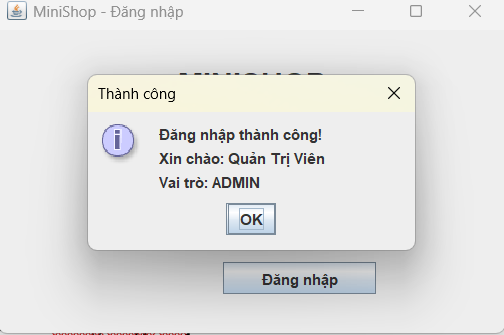 MiniShop - Đăng nhập
MINISHOP
Thành công
Đăng nhập thành công!
Xin chào: Quản Trị Viên
Vai trò: ADMIN
OK
Đăng nhập